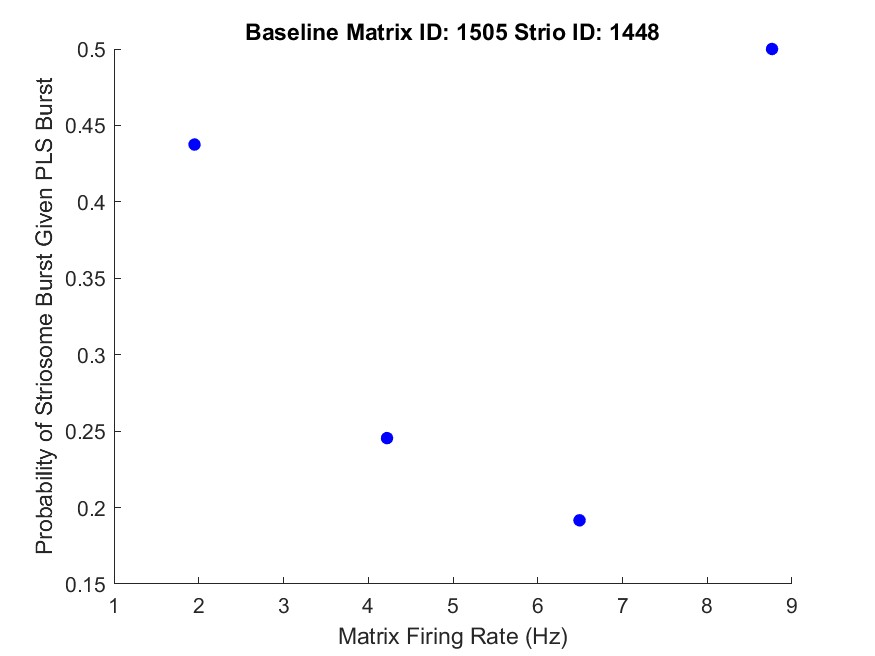 Baseline Matrix ID: 1505 Strio ID: 1448
Probability of Striosome Burst Given PLS Burst
0.5
0.45
0.4
0.35
0.3
0.25
0.2
0.15
1 2 3 4 5 6 7 8 9
Matrix Firing Rate (Hz)